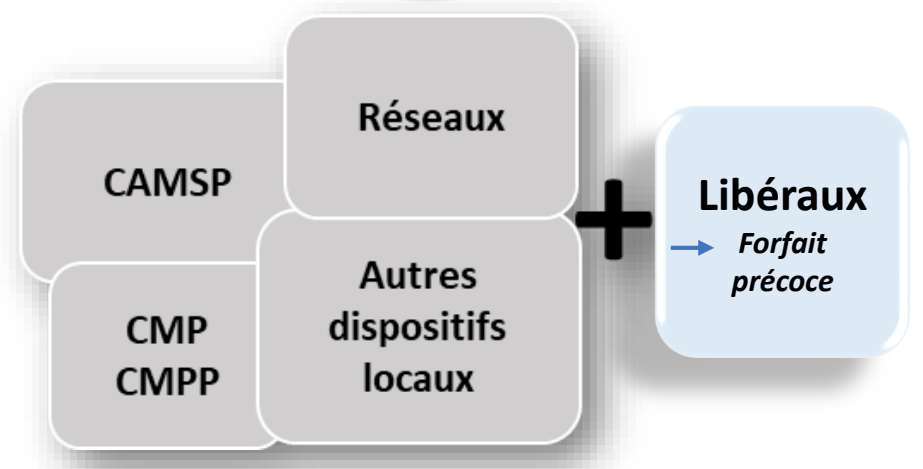 Réseaux
CAMSP
Autres
dispositifs
locaux
CMP
CMPP
Libéraux
Forfait
précoce